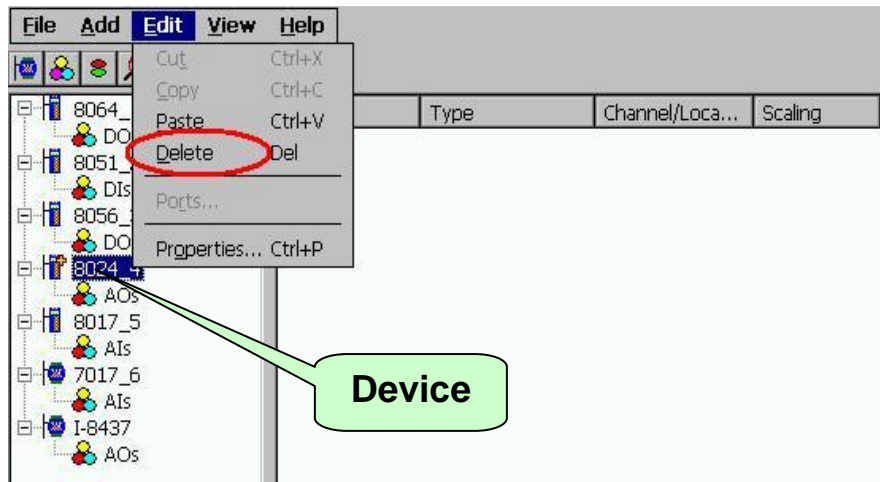 File Add Edit View Help
Cut Ctrl+X
Copy Ctrl+C
Paste Ctrl+V
Delete Del
Ports...
Properties... Ctrl+P
Type Channel/Loca... Scaling
8064_
DO
8051_
DIs
8056_
DO
8024_4
AOs
8017_5
AIs
7017_6
AIs
I-8437
AOs
Device